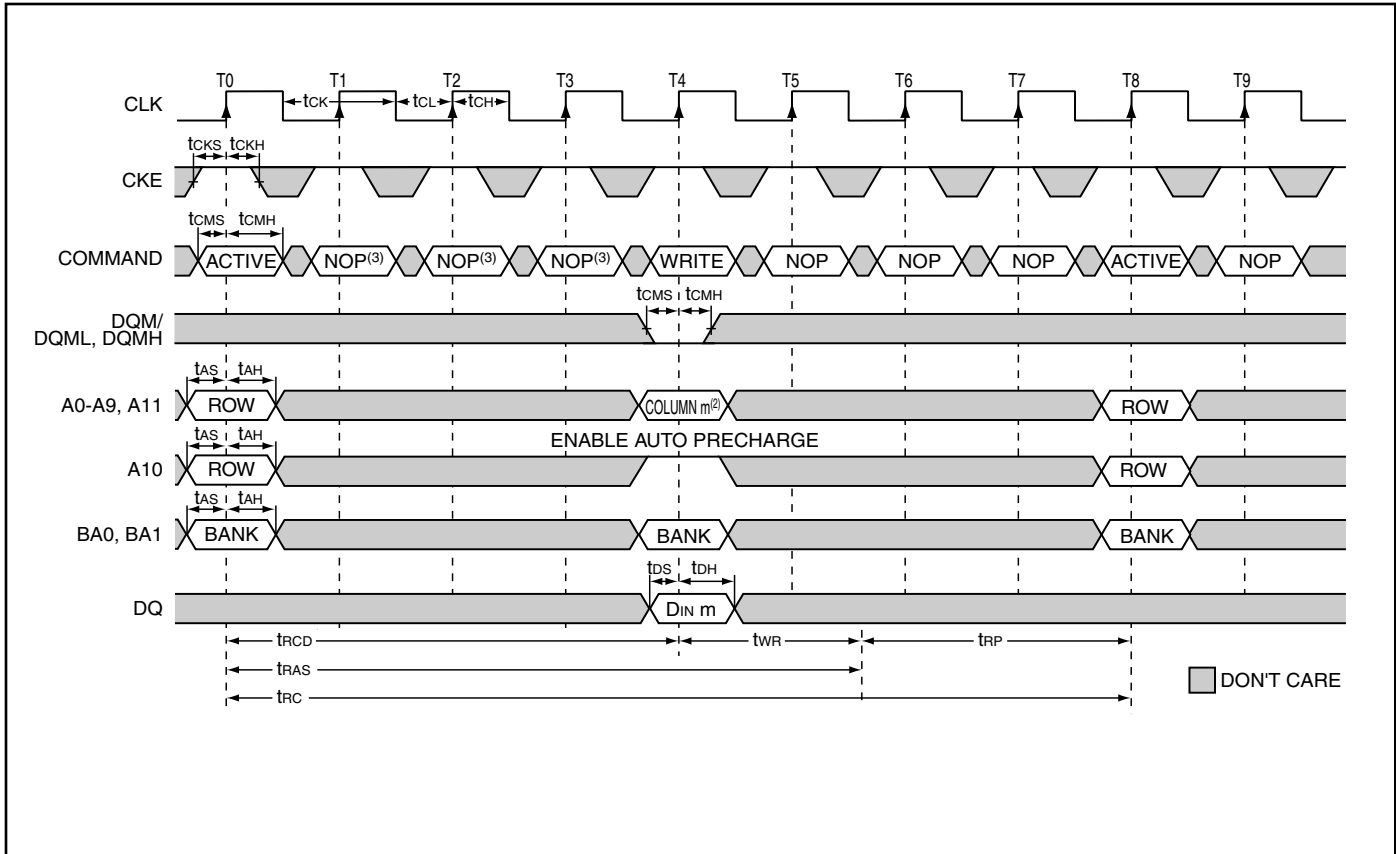 T0 T1 T2 T3 T4 T5 T6 T7 T8 T9
CLK tCK tCL tCH
tCKS tCKH
CKE
tCMS tCMH
COMMAND ACTIVE NOP(3) NOP(3) NOP(3) WRITE NOP NOP NOP ACTIVE NOP
tCMS tCMH
DQM/
DQML, DQMH
tAS tAH
A0-A9, A11 ROW COLUMN m(2) ROW
tAS tAH ENABLE AUTO PRECHARGE
A10 ROW ROW
tAS tAH
BA0, BA1 BANK BANK BANK
tDS tDH
DQ DIN m
tRCD tWR tRP
tRAS
tRC
DON'T CARE